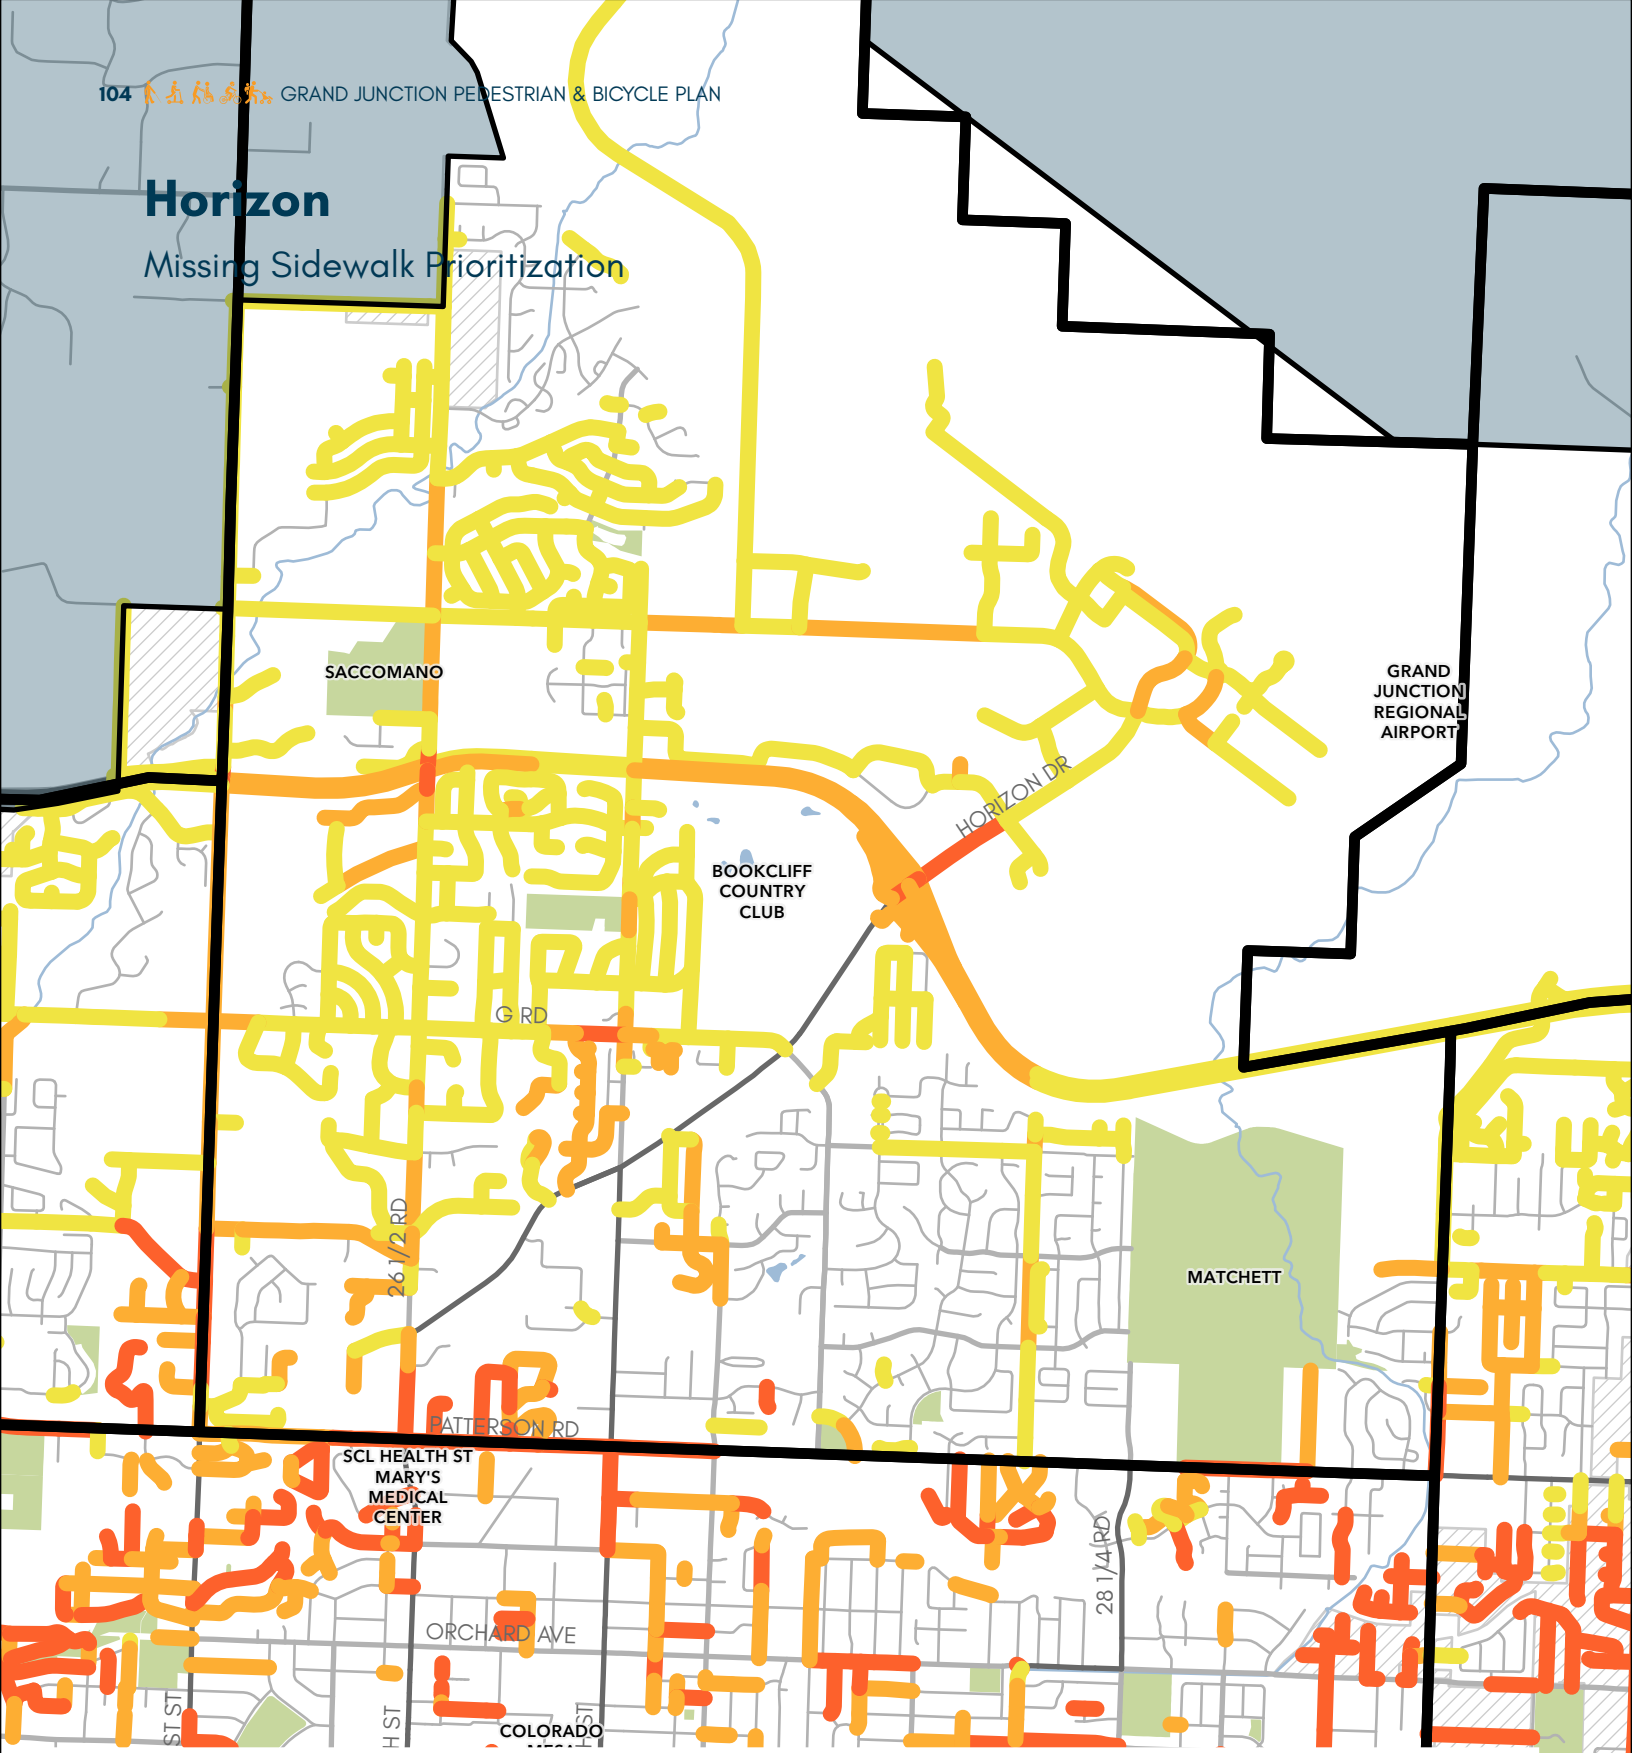 104 GRAND JUNCTION PEDESTRIAN & BICYCLE PLAN
Horizon
Missing Sidewalk Prioritization
SACCOMANO
GRAND
JUNCTION
REGIONAL
AIRPORT
HORIZON DR
BOOKCLIFF
COUNTRY
CLUB
G RD
26 1/2 RD
MATCHETT
PATTERSON RD
SCL HEALTH ST
MARY'S
MEDICAL
CENTER
28 1/4 RD
ORCHARD AVE
ST ST
H ST
ST
COLORADO
MESA